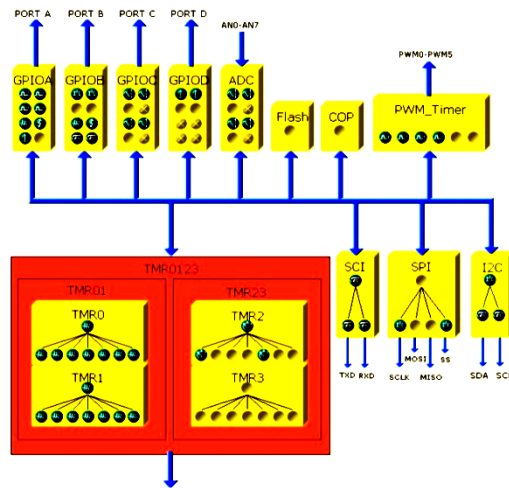 PORT A PORT B PORT C PORT D
AN0-AN7
PWM0-PWM5
GPIOA GPIOB GPIOC GPIOD ADC
Flash COP PWM_Timer
TMR0123
SCI SPI I2C
TMR01 TMR23
TMR0 TMR2
TMR1 TMR3
MOSI SS
TXD RXD SCLK MISO SDA